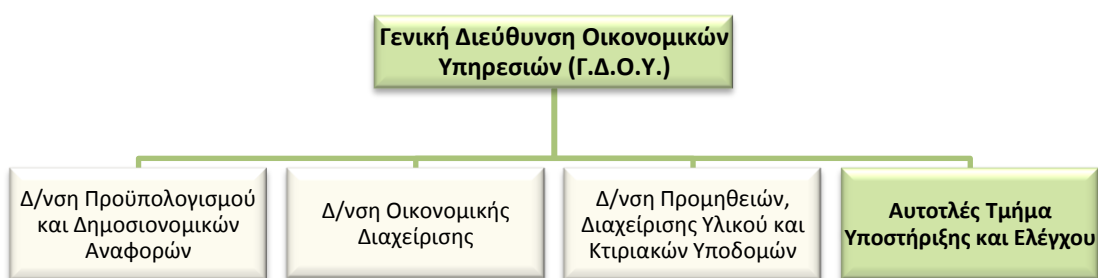 Γενική Διεύθυνση Οικονομικών
Υπηρεσιών (Γ.Δ.Ο.Υ.)
Δ/νση Προϋπολογισμού
και Δημοσιονομικών
Αναφορών
Δ/νση Οικονομικής
Διαχείρισης
Δ/νση Προμηθειών,
Διαχείρισης Υλικού και
Κτιριακών Υποδομών
Αυτοτλές Τμήμα
Υποστήριξης και Ελέγχου